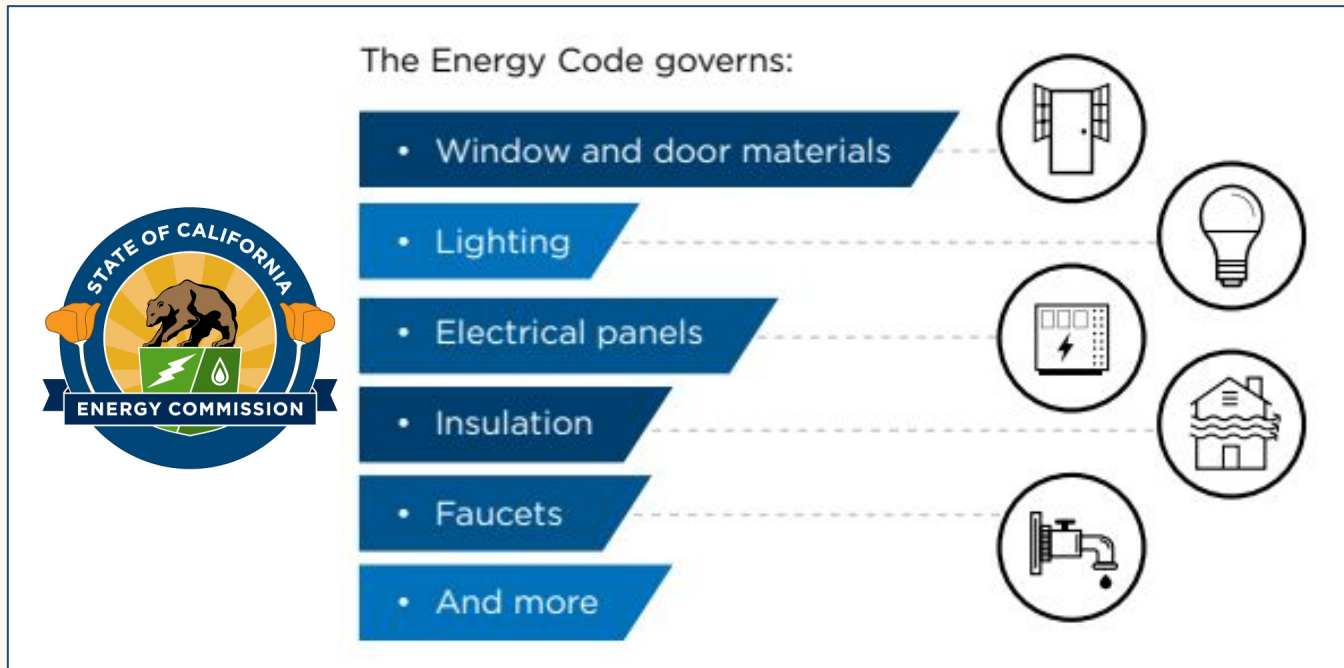 The Energy Code governs:
• Window and door materials
• Lighting
• Electrical panels
• Insulation
• Faucets
• And more
STATE OF CALIFORNIA
ENERGY COMMISSION